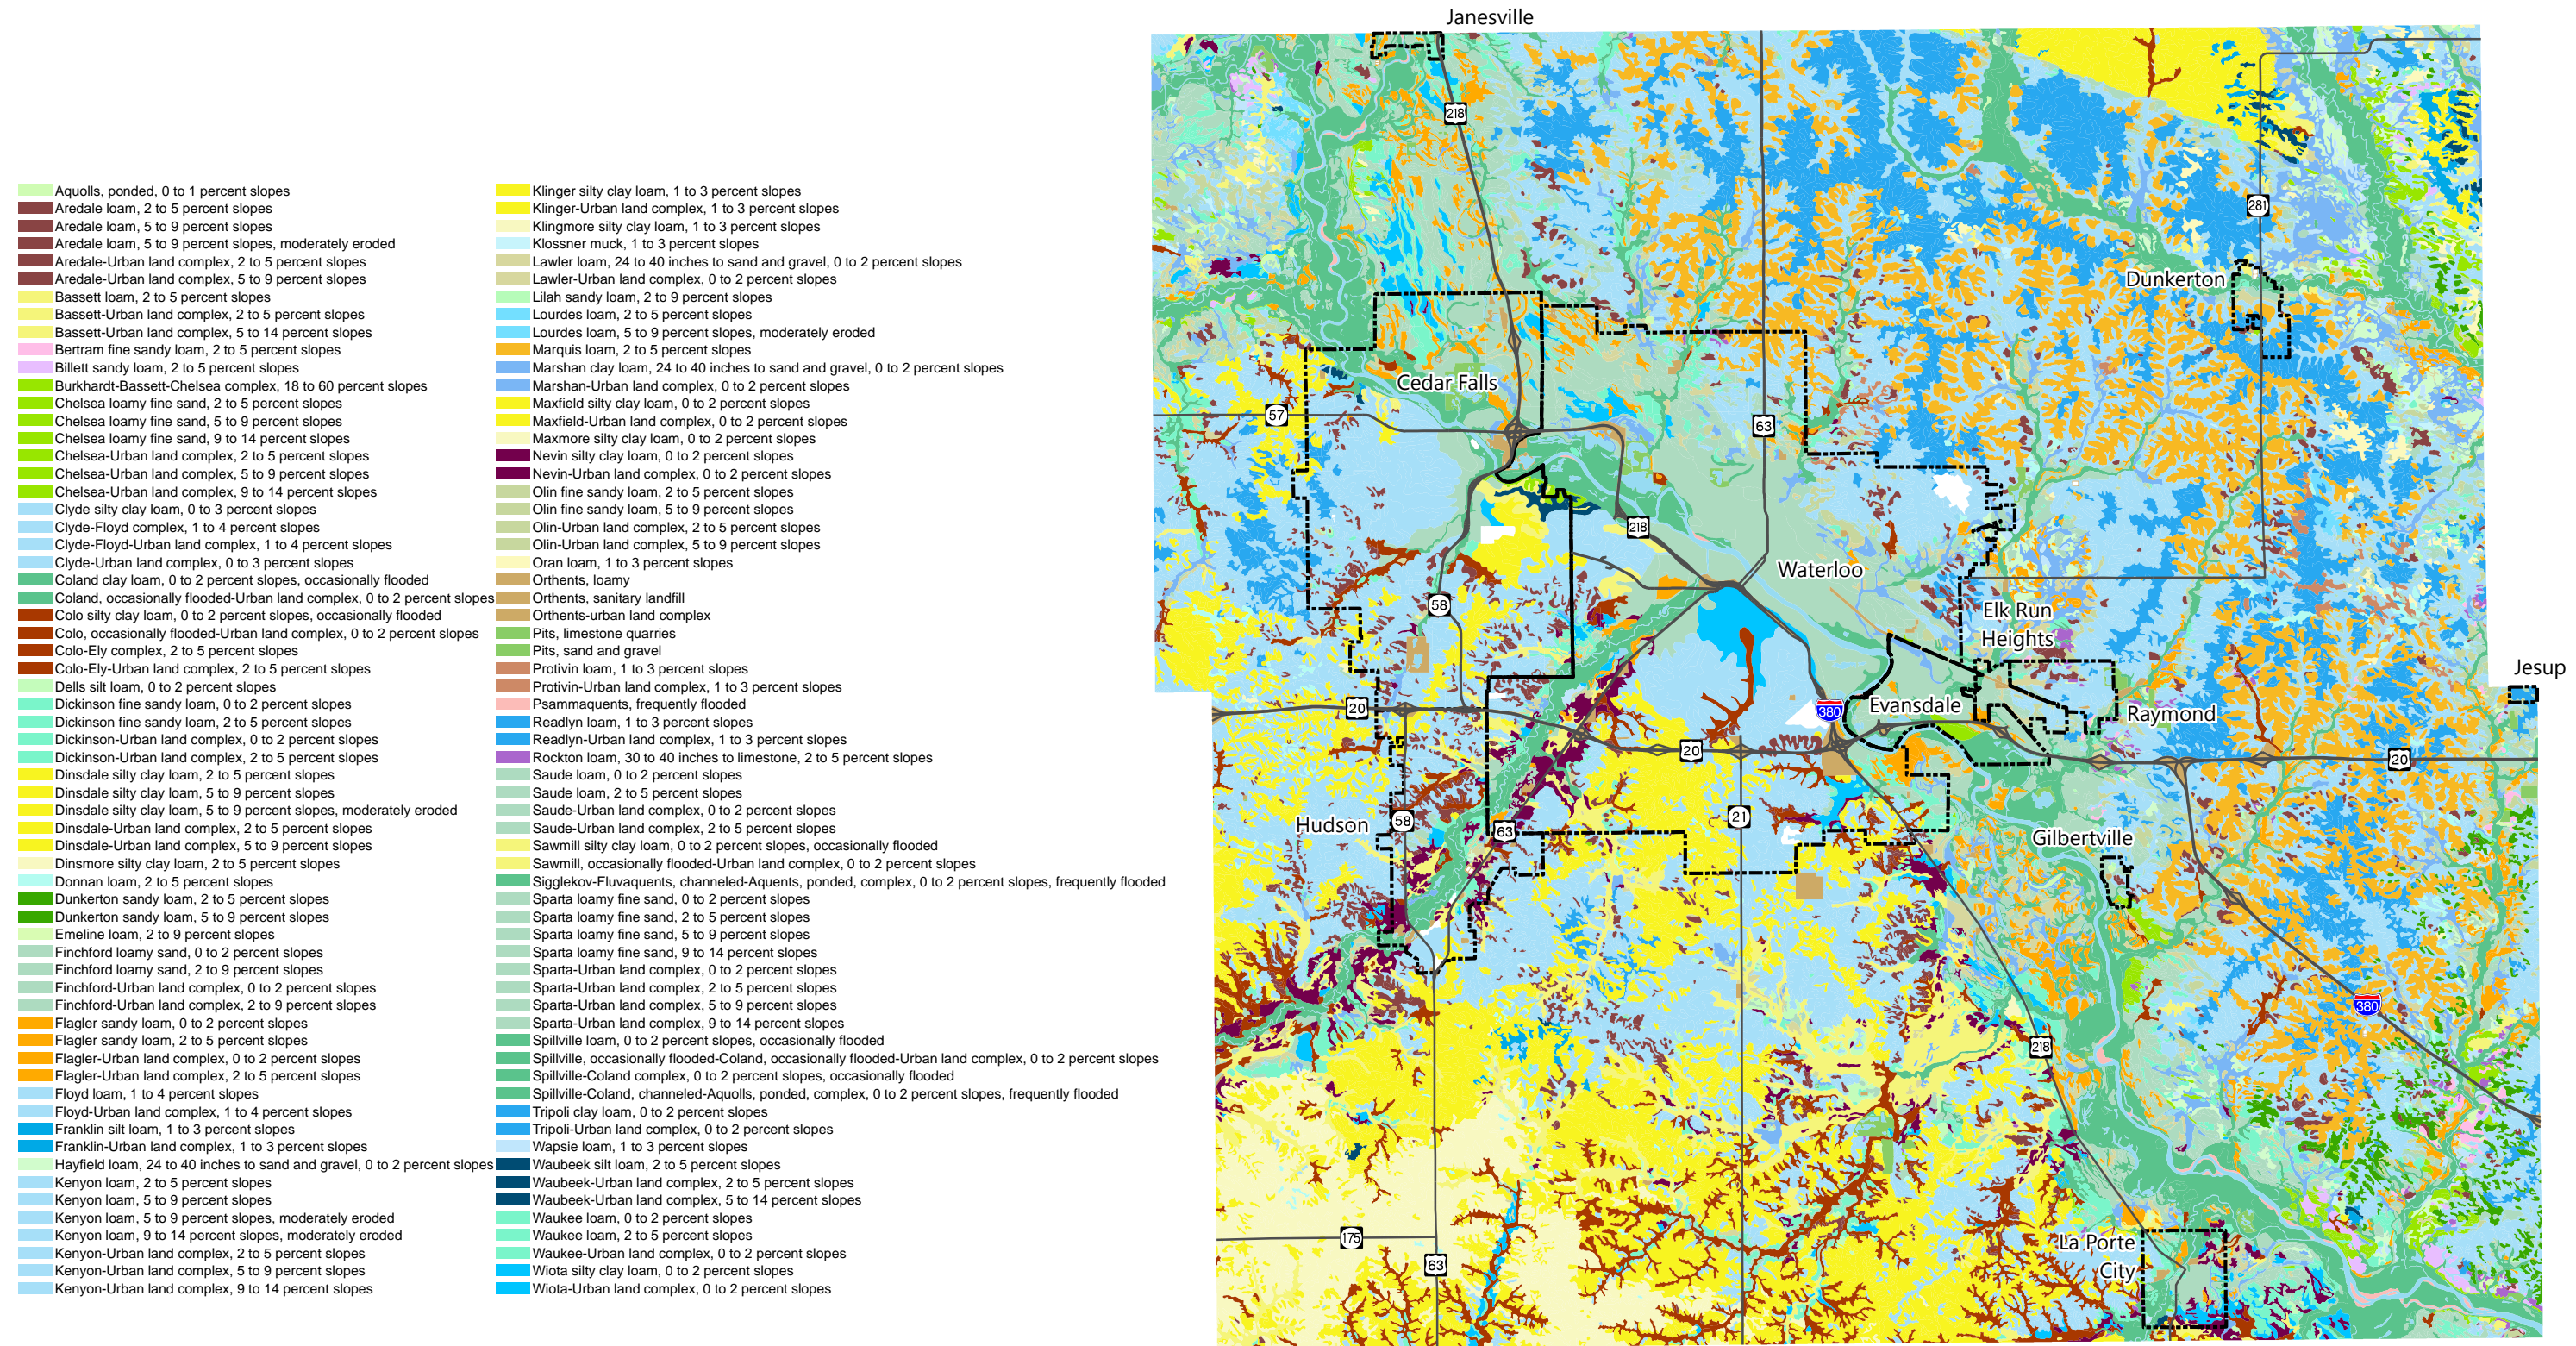 Aquolls, ponded, 0 to 1 percent slopes
Aredale loam, 2 to 5 percent slopes
Aredale loam, 5 to 9 percent slopes
Aredale loam, 5 to 9 percent slopes, moderately eroded
Aredale-Urban land complex, 2 to 5 percent slopes
Aredale-Urban land complex, 5 to 9 percent slopes
Bassett loam, 2 to 5 percent slopes
Bassett-Urban land complex, 2 to 5 percent slopes
Bassett-Urban land complex, 5 to 14 percent slopes
Bertram fine sandy loam, 2 to 5 percent slopes
Billett sandy loam, 2 to 5 percent slopes
Burkhardt-Bassett-Chelsea complex, 18 to 60 percent slopes
Chelsea loamy fine sand, 2 to 5 percent slopes
Chelsea loamy fine sand, 5 to 9 percent slopes
Chelsea loamy fine sand, 9 to 14 percent slopes
Chelsea-Urban land complex, 2 to 5 percent slopes
Chelsea-Urban land complex, 5 to 9 percent slopes
Chelsea-Urban land complex, 9 to 14 percent slopes
Clyde silty clay loam, 0 to 3 percent slopes
Clyde-Floyd complex, 1 to 4 percent slopes
Clyde-Floyd-Urban land complex, 1 to 4 percent slopes
Clyde-Urban land complex, 0 to 3 percent slopes
Coland clay loam, 0 to 2 percent slopes, occasionally flooded
Coland, occasionally flooded-Urban land complex, 0 to 2 percent slopes
Colo silty clay loam, 0 to 2 percent slopes, occasionally flooded
Colo, occasionally flooded-Urban land complex, 0 to 2 percent slopes
Colo-Ely complex, 2 to 5 percent slopes
Colo-Ely-Urban land complex, 2 to 5 percent slopes
Dells silt loam, 0 to 2 percent slopes
Dickinson fine sandy loam, 0 to 2 percent slopes
Dickinson fine sandy loam, 2 to 5 percent slopes
Dickinson-Urban land complex, 0 to 2 percent slopes
Dickinson-Urban land complex, 2 to 5 percent slopes
Dinsdale silty clay loam, 2 to 5 percent slopes
Dinsdale silty clay loam, 5 to 9 percent slopes
Dinsdale silty clay loam, 5 to 9 percent slopes, moderately eroded
Dinsdale-Urban land complex, 2 to 5 percent slopes
Dinsdale-Urban land complex, 5 to 9 percent slopes
Dinsmore silty clay loam, 2 to 5 percent slopes
Donnan loam, 2 to 5 percent slopes
Dunkerton sandy loam, 2 to 5 percent slopes
Dunkerton sandy loam, 5 to 9 percent slopes
Emeline loam, 2 to 9 percent slopes
Finchford loamy sand, 0 to 2 percent slopes
Finchford loamy sand, 2 to 9 percent slopes
Finchford-Urban land complex, 0 to 2 percent slopes
Finchford-Urban land complex, 2 to 9 percent slopes
Flagler sandy loam, 0 to 2 percent slopes
Flagler sandy loam, 2 to 5 percent slopes
Flagler-Urban land complex, 0 to 2 percent slopes
Flagler-Urban land complex, 2 to 5 percent slopes
Floyd loam, 1 to 4 percent slopes
Floyd-Urban land complex, 1 to 4 percent slopes
Franklin silt loam, 1 to 3 percent slopes
Franklin-Urban land complex, 1 to 3 percent slopes
Hayfield loam, 24 to 40 inches to sand and gravel, 0 to 2 percent slopes
Kenyon loam, 2 to 5 percent slopes
Kenyon loam, 5 to 9 percent slopes
Kenyon loam, 5 to 9 percent slopes, moderately eroded
Kenyon loam, 9 to 14 percent slopes, moderately eroded
Kenyon-Urban land complex, 2 to 5 percent slopes
Kenyon-Urban land complex, 5 to 9 percent slopes
Kenyon-Urban land complex, 9 to 14 percent slopes
Klinger silty clay loam, 1 to 3 percent slopes
Klinger-Urban land complex, 1 to 3 percent slopes
Klingmore silty clay loam, 1 to 3 percent slopes
Klossner muck, 1 to 3 percent slopes
Lawler loam, 24 to 40 inches to sand and gravel, 0 to 2 percent slopes
Lawler-Urban land complex, 0 to 2 percent slopes
Lilah sandy loam, 2 to 9 percent slopes
Lourdes loam, 2 to 5 percent slopes
Lourdes loam, 5 to 9 percent slopes, moderately eroded
Marquis loam, 2 to 5 percent slopes
Marshan clay loam, 24 to 40 inches to sand and gravel, 0 to 2 percent slopes
Marshan-Urban land complex, 0 to 2 percent slopes
Maxfield silty clay loam, 0 to 2 percent slopes
Maxfield-Urban land complex, 0 to 2 percent slopes
Maxmore silty clay loam, 0 to 2 percent slopes
Nevin silty clay loam, 0 to 2 percent slopes
Nevin-Urban land complex, 0 to 2 percent slopes
Olin fine sandy loam, 2 to 5 percent slopes
Olin fine sandy loam, 5 to 9 percent slopes
Olin-Urban land complex, 2 to 5 percent slopes
Olin-Urban land complex, 5 to 9 percent slopes
Oran loam, 1 to 3 percent slopes
Orthents, loamy
Orthents, sanitary landfill
Orthents-urban land complex
Pits, limestone quarries
Pits, sand and gravel
Protivin loam, 1 to 3 percent slopes
Protivin-Urban land complex, 1 to 3 percent slopes
Psammaquents, frequently flooded
Readlyn loam, 1 to 3 percent slopes
Readlyn-Urban land complex, 1 to 3 percent slopes
Rockton loam, 30 to 40 inches to limestone, 2 to 5 percent slopes
Saude loam, 0 to 2 percent slopes
Saude loam, 2 to 5 percent slopes
Saude-Urban land complex, 0 to 2 percent slopes
Saude-Urban land complex, 2 to 5 percent slopes
Sawmill silty clay loam, 0 to 2 percent slopes, occasionally flooded
Sawmill, occasionally flooded-Urban land complex, 0 to 2 percent slopes
Sigglekov-Fluvaquents, channeled-Aquents, ponded, complex, 0 to 2 percent slopes, frequently flooded
Sparta loamy fine sand, 0 to 2 percent slopes
Sparta loamy fine sand, 2 to 5 percent slopes
Sparta loamy fine sand, 5 to 9 percent slopes
Sparta loamy fine sand, 9 to 14 percent slopes
Sparta-Urban land complex, 0 to 2 percent slopes
Sparta-Urban land complex, 2 to 5 percent slopes
Sparta-Urban land complex, 5 to 9 percent slopes
Sparta-Urban land complex, 9 to 14 percent slopes
Spillville loam, 0 to 2 percent slopes, occasionally flooded
Spillville, occasionally flooded-Coland, occasionally flooded-Urban land complex, 0 to 2 percent slopes
Spillville-Coland complex, 0 to 2 percent slopes, occasionally flooded
Spillville-Coland, channeled-Aquolls, ponded, complex, 0 to 2 percent slopes, frequently flooded
Tripoli clay loam, 0 to 2 percent slopes
Tripoli-Urban land complex, 0 to 2 percent slopes
Wapsie loam, 1 to 3 percent slopes
Waubeek silt loam, 2 to 5 percent slopes
Waubeek-Urban land complex, 2 to 5 percent slopes
Waubeek-Urban land complex, 5 to 14 percent slopes
Waukee loam, 0 to 2 percent slopes
Waukee loam, 2 to 5 percent slopes
Waukee-Urban land complex, 0 to 2 percent slopes
Wiota silty clay loam, 0 to 2 percent slopes
Wiota-Urban land complex, 0 to 2 percent slopes
Janesville
218
281
Dunkerton
Cedar Falls
57
63
218
Waterloo
58
Elk Run
Heights
Jesup
20
380
Evansdale
Raymond
20
20
21
58
Hudson
63
Gilbertville
380
218
175
La Porte
City
63